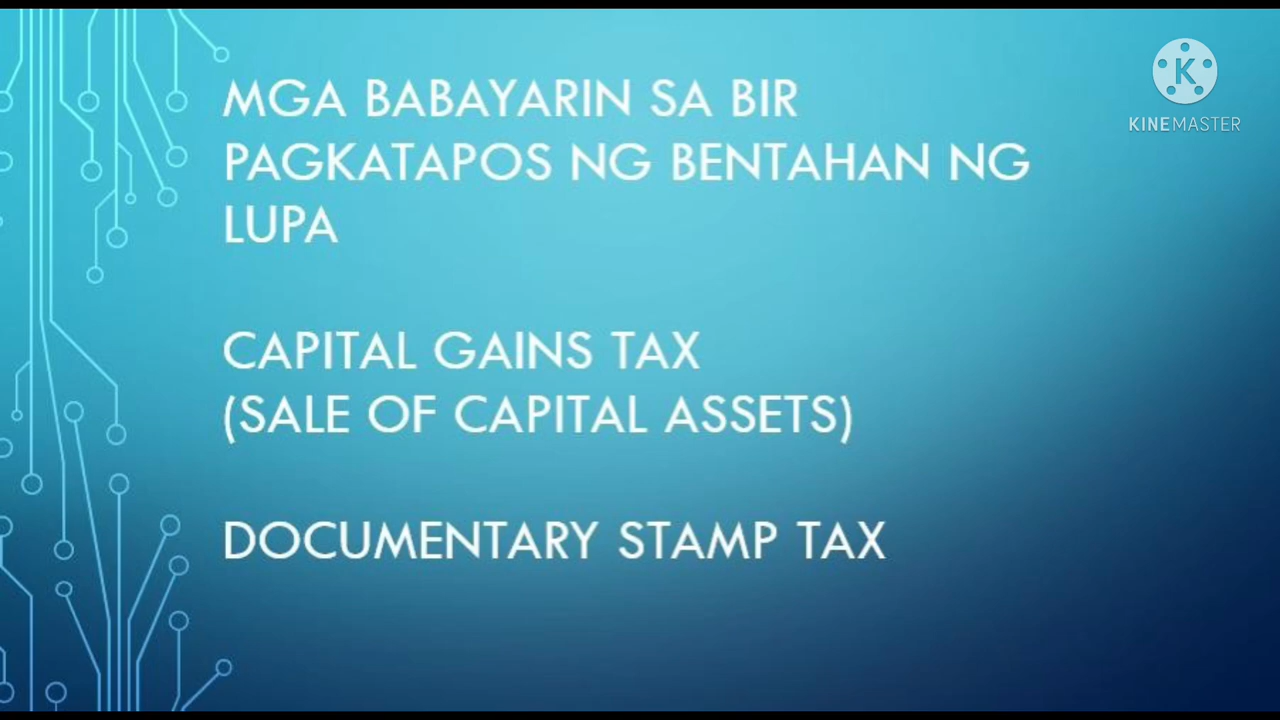 MGA BABAYARIN SA BIR
PAGKATAPOS NG BENTAHAN NG
LUPA
CAPITAL GAINS TAX
(SALE OF CAPITAL ASSETS)
DOCUMENTARY STAMP TAX
K
KINEMASTER